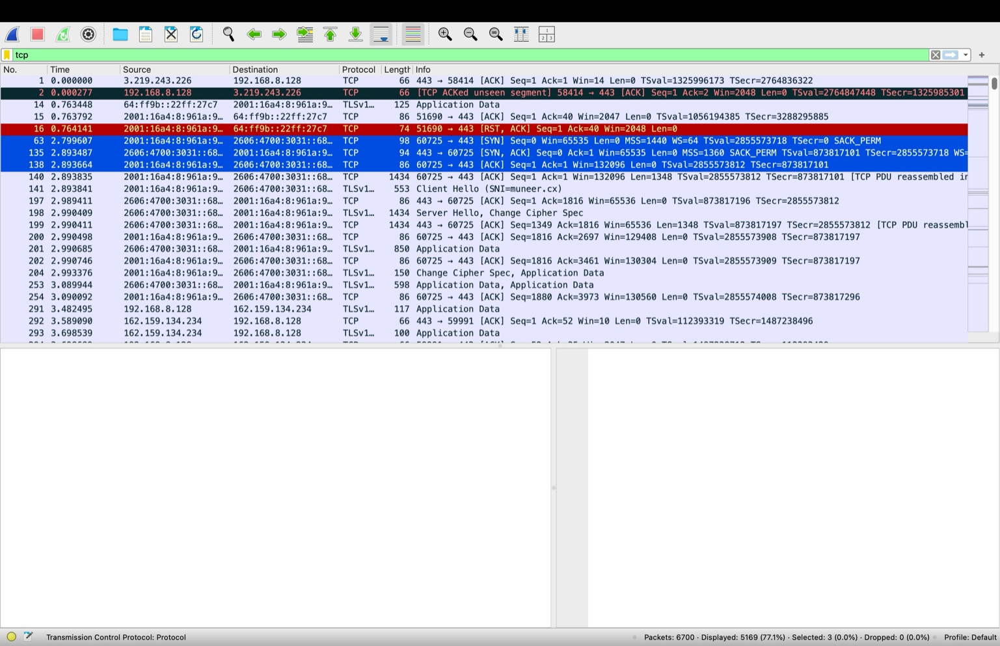 tcp
No. Time Source Destination Protocol Length Info
1 0.000000 3.219.243.226 192.168.8.128 TCP 66 443 → 58414 [ACK] Seq=1 Ack=1 Win=14 Len=0 TSval=1325996173 TSecr=2764836322
2 0.000277 192.168.8.128 3.219.243.226 TCP 66 [TCP ACKed unseen segment] 58414 → 443 [ACK] Seq=1 Ack=2 Win=2048 Len=0 TSval=2764847448 TSecr=1325985301
14 0.763448 64:ff9b::22ff:27c7 2001:16a4:8:961a:9… TLSv1… 125 Application Data
15 0.763792 2001:16a4:8:961a:9… 64:ff9b::22ff:27c7 TCP 86 51690 → 443 [ACK] Seq=1 Ack=40 Win=2047 Len=0 TSval=1056194385 TSecr=3288295885
16 0.764141 2001:16a4:8:961a:9… 64:ff9b::22ff:27c7 TCP 74 51690 → 443 [RST, ACK] Seq=1 Ack=40 Win=2048 Len=0
63 2.799607 2001:16a4:8:961a:9… 2606:4700:3031::68… TCP 98 60725 → 443 [SYN] Seq=0 Win=65535 Len=0 MSS=1440 WS=64 TSval=2855573718 TSecr=0 SACK_PERM
135 2.893487 2606:4700:3031::68… 2001:16a4:8:961a:9… TCP 94 443 → 60725 [SYN, ACK] Seq=0 Ack=1 Win=65535 Len=0 MSS=1360 SACK_PERM TSval=873817101 TSecr=2855573718 WS=
138 2.893664 2001:16a4:8:961a:9… 2606:4700:3031::68… TCP 86 60725 → 443 [ACK] Seq=1 Ack=1 Win=132096 Len=0 TSval=2855573812 TSecr=873817101
140 2.893835 2001:16a4:8:961a:9… 2606:4700:3031::68… TCP 1434 60725 → 443 [ACK] Seq=1 Ack=1 Win=132096 Len=1348 TSval=2855573812 TSecr=873817101 [TCP PDU reassembled in
141 2.893841 2001:16a4:8:961a:9… 2606:4700:3031::68… TLSv1… 553 Client Hello (SNI=muneer.cx)
197 2.989411 2606:4700:3031::68… 2001:16a4:8:961a:9… TCP 86 443 → 60725 [ACK] Seq=1 Ack=1816 Win=65536 Len=0 TSval=873817196 TSecr=2855573812
198 2.990409 2606:4700:3031::68… 2001:16a4:8:961a:9… TLSv1… 1434 Server Hello, Change Cipher Spec
199 2.990411 2606:4700:3031::68… 2001:16a4:8:961a:9… TCP 1434 443 → 60725 [ACK] Seq=1349 Ack=1816 Win=65536 Len=1348 TSval=873817197 TSecr=2855573812 [TCP PDU reassembl
200 2.990498 2001:16a4:8:961a:9… 2606:4700:3031::68… TCP 86 60725 → 443 [ACK] Seq=1816 Ack=2697 Win=129408 Len=0 TSval=2855573908 TSecr=873817197
201 2.990685 2606:4700:3031::68… 2001:16a4:8:961a:9… TLSv1… 850 Application Data
202 2.990746 2001:16a4:8:961a:9… 2606:4700:3031::68… TCP 86 60725 → 443 [ACK] Seq=1816 Ack=3461 Win=130304 Len=0 TSval=2855573909 TSecr=873817197
204 2.993376 2001:16a4:8:961a:9… 2606:4700:3031::68… TLSv1… 150 Change Cipher Spec, Application Data
253 3.089944 2606:4700:3031::68… 2001:16a4:8:961a:9… TLSv1… 598 Application Data, Application Data
254 3.090092 2001:16a4:8:961a:9… 2606:4700:3031::68… TCP 86 60725 → 443 [ACK] Seq=1880 Ack=3973 Win=130560 Len=0 TSval=2855574008 TSecr=873817296
291 3.482495 192.168.8.128 162.159.134.234 TLSv1… 117 Application Data
292 3.589090 162.159.134.234 192.168.8.128 TCP 66 443 → 59991 [ACK] Seq=1 Ack=52 Win=10 Len=0 TSval=112393319 TSecr=1487238496
293 3.698539 162.159.134.234 192.168.8.128 TLSv1… 100 Application Data
Transmission Control Protocol: Protocol
Packets: 6700 · Displayed: 5169 (77.1%) · Selected: 3 (0.0%) · Dropped: 0 (0.0%)
Profile: Default